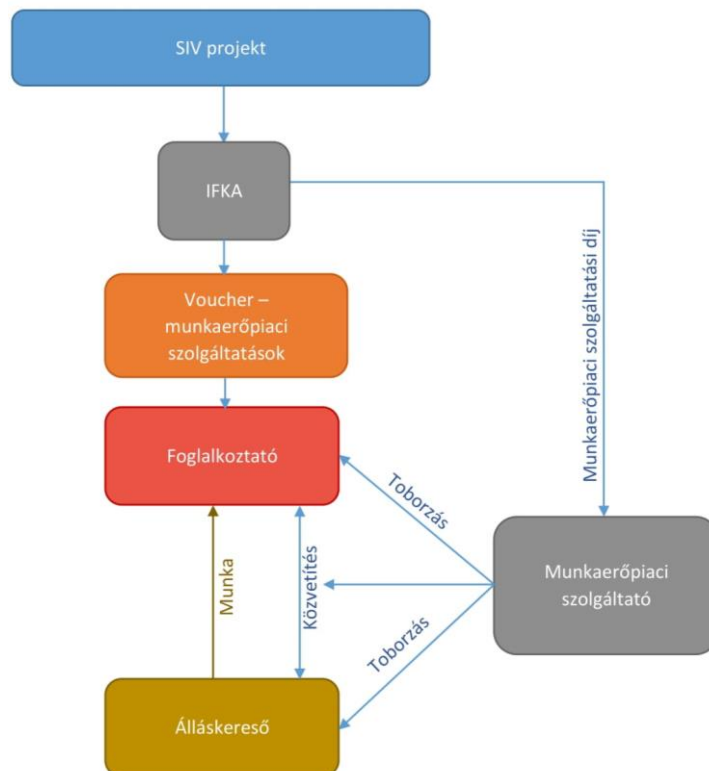 SIV projekt
IFKA
Munkaerőpiaci szolgáltatási díj
Voucher –
munkaerőpiaci
szolgáltatások
Foglalkoztató
Toborzás
Munka
Közvetítés
Munkaerőpiaci
szolgáltató
Toborzás
Álláskereső